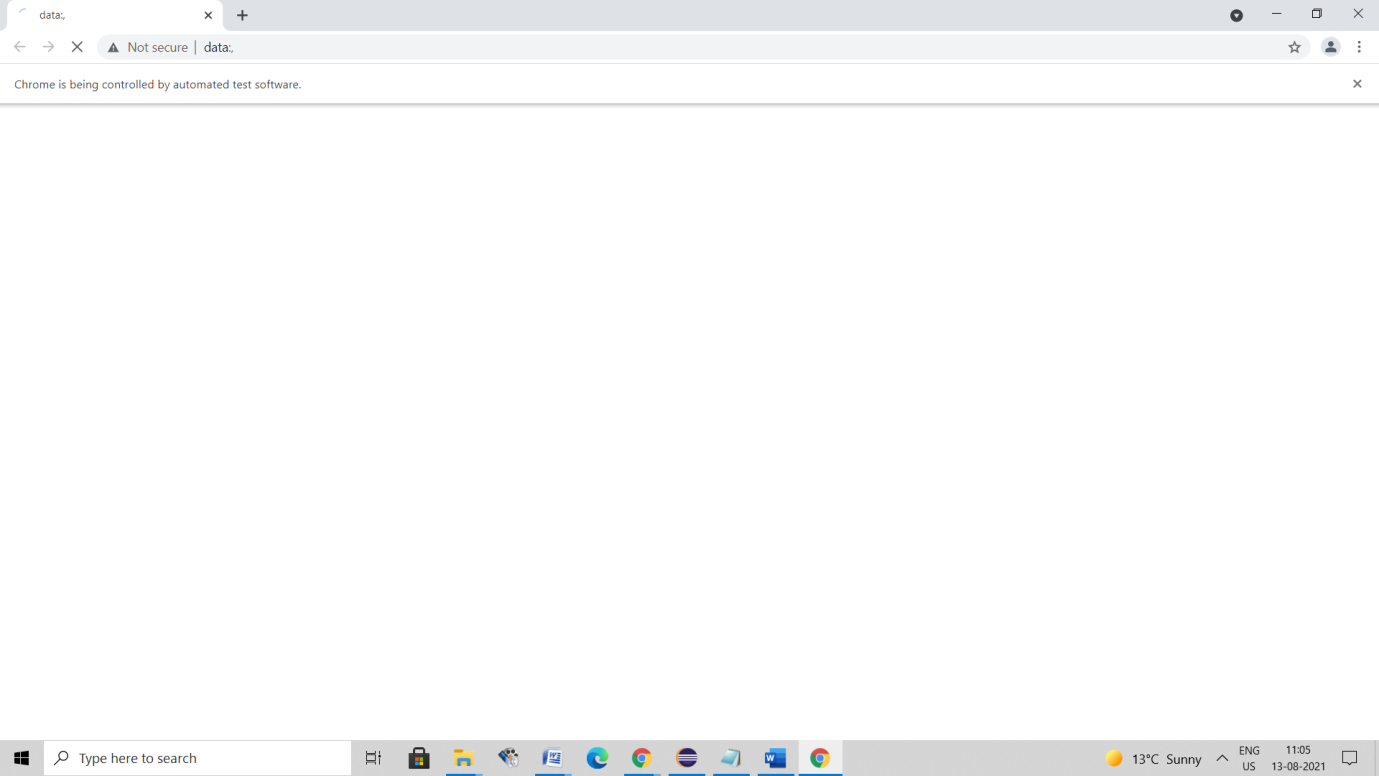 data:,
Not secure | data:,
Chrome is being controlled by automated test software.
Type here to search
13°C Sunny
ENG
US
11:05
13-08-2021